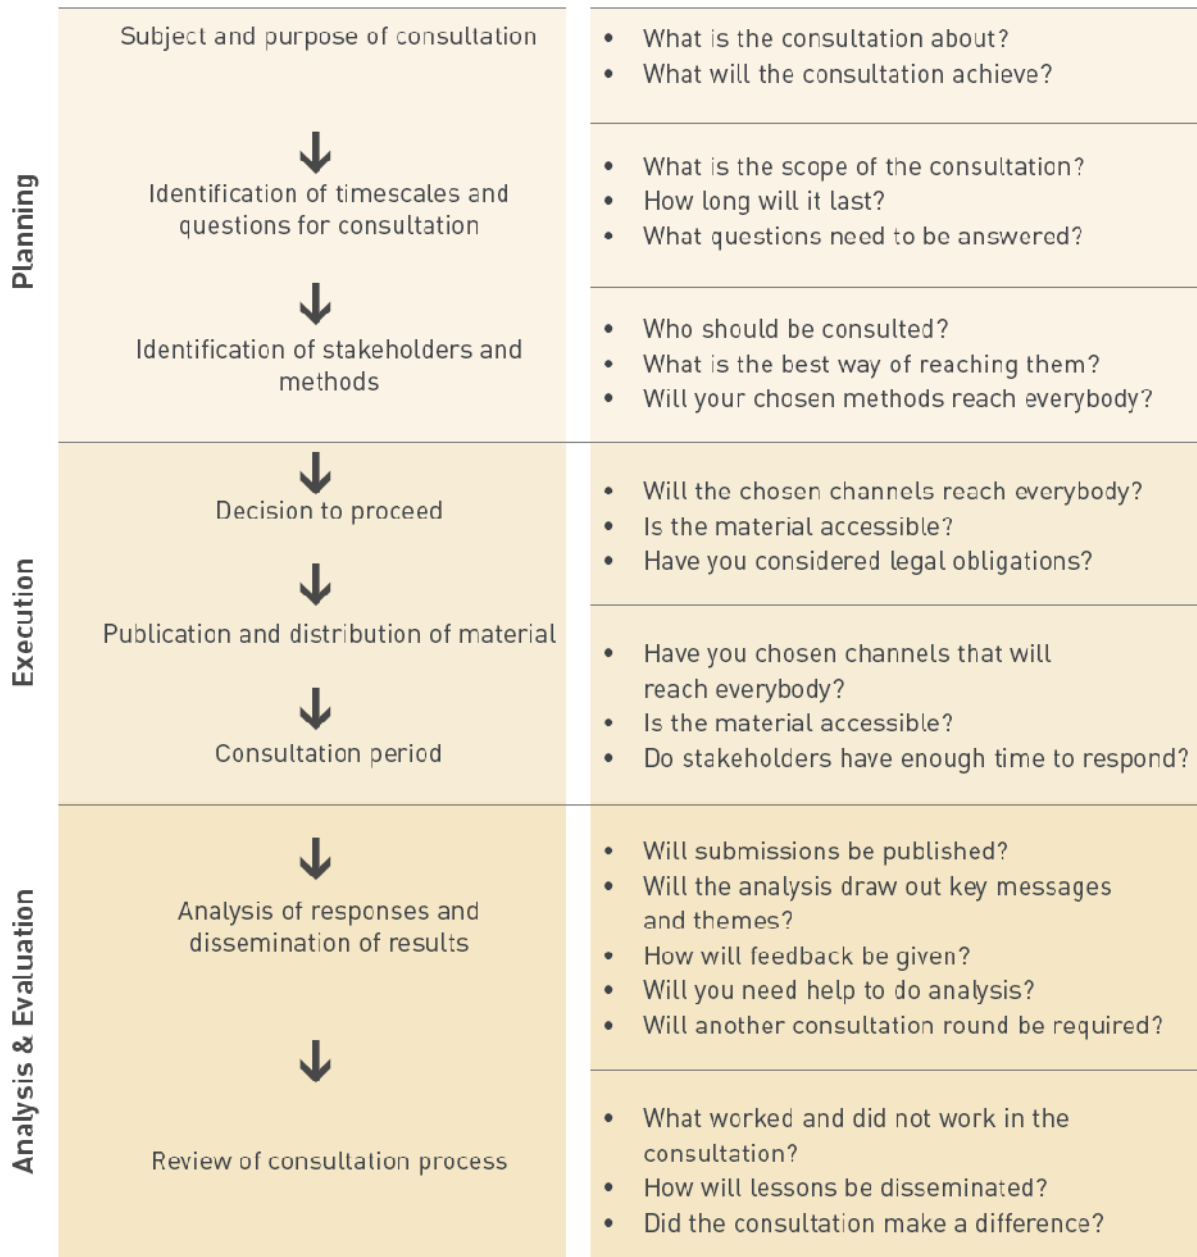 Planning
Subject and purpose of consultation
• What is the consultation about?
• What will the consultation achieve?
Identification of timescales and
questions for consultation
• What is the scope of the consultation?
• How long will it last?
• What questions need to be answered?
Identification of stakeholders and
methods
• Who should be consulted?
• What is the best way of reaching them?
• Will your chosen methods reach everybody?
Execution
Decision to proceed
• Will the chosen channels reach everybody?
• Is the material accessible?
• Have you considered legal obligations?
Publication and distribution of material
Consultation period
• Have you chosen channels that will
reach everybody?
• Is the material accessible?
• Do stakeholders have enough time to respond?
Analysis & Evaluation
Analysis of responses and
dissemination of results
• Will submissions be published?
• Will the analysis draw out key messages
and themes?
• How will feedback be given?
• Will you need help to do analysis?
• Will another consultation round be required?
Review of consultation process
• What worked and did not work in the
consultation?
• How will lessons be disseminated?
• Did the consultation make a difference?